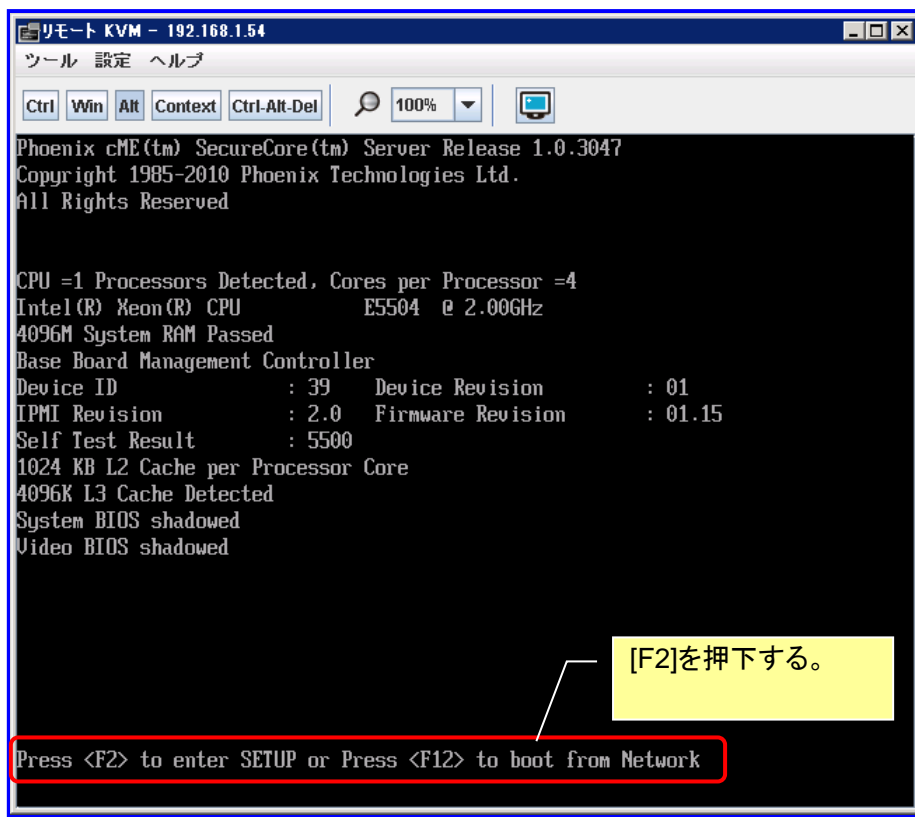 リモート KVM - 192.168.1.54
ツール 設定 ヘルプ
Ctrl Win Alt Context Ctrl-Alt-Del 100%
Phoenix cME(tm) SecureCore(tm) Server Release 1.0.3047
Copyright 1985-2010 Phoenix Technologies Ltd.
All Rights Reserved
CPU =1 Processors Detected, Cores per Processor =4
Intel(R) Xeon(R) CPU E5504 @ 2.00GHz
4096M System RAM Passed
Base Board Management Controller
Device ID : 39 Device Revision : 01
IPMI Revision : 2.0 Firmware Revision : 01.15
Self Test Result : 5500
1024 KB L2 Cache per Processor Core
4096K L3 Cache Detected
System BIOS shadowed
Video BIOS shadowed
[F2]を押下する。
Press <F2> to enter SETUP or Press <F12> to boot from Network